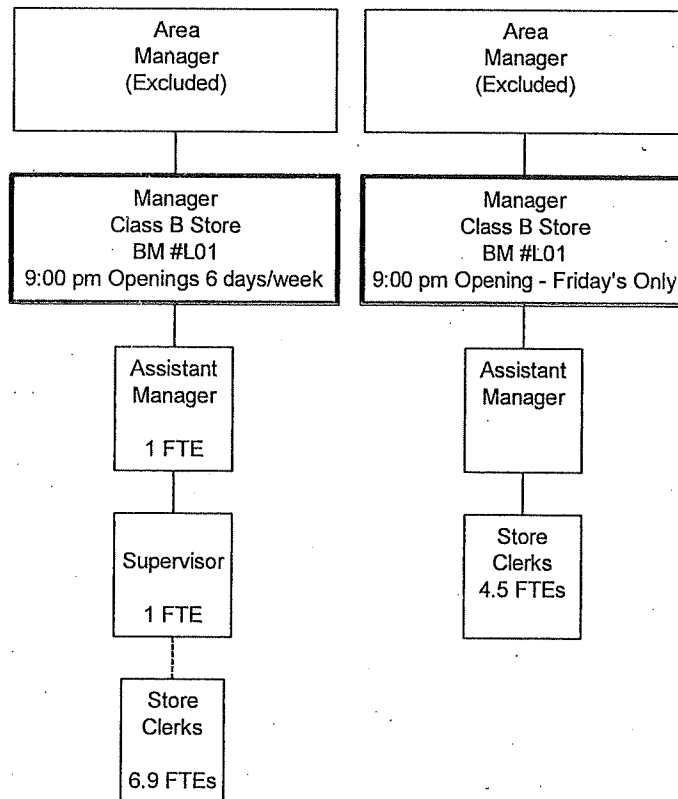 Area
Manager
(Excluded)
Manager
Class B Store
BM #L01
9:00 pm Openings 6 days/week
Assistant
Manager
1 FTE
Supervisor
1 FTE
Store
Clerks
6.9 FTEs
Area
Manager
(Excluded)
Manager
Class B Store
BM #L01
9:00 pm Opening - Friday's Only
Assistant
Manager
Store
Clerks
4.5 FTEs